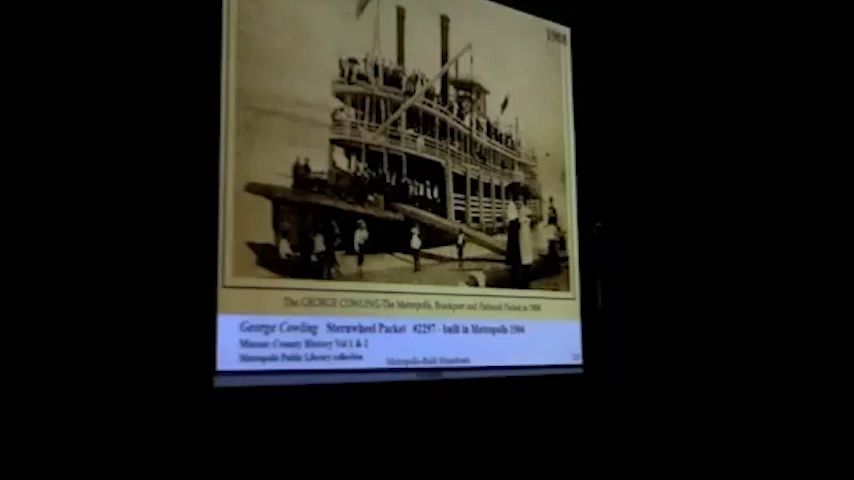 1908
The GEORGE COWLING-The Metropolis, Brookport and Paducah Packet in 1908
George Cowling Sternwheel Packet #2297 - built in Metropolis 1904
Massac County History Vol 1 & 2
Metropolis Public Library collection
Metropolis-Built Steamboats